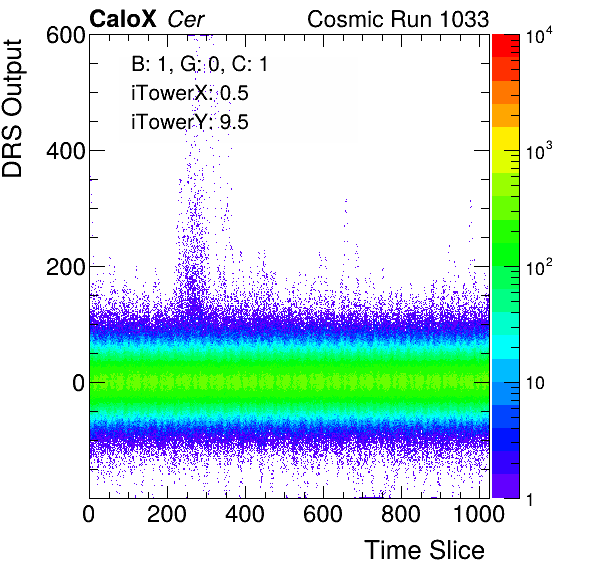 CaloX Cer
Cosmic Run 1033
B: 1, G: 0, C: 1
iTowerX: 0.5
iTowerY: 9.5
DRS Output
600
400
200
0
0
200
400
600
800
1000
Time Slice
10^4
10^3
10^2
10
1